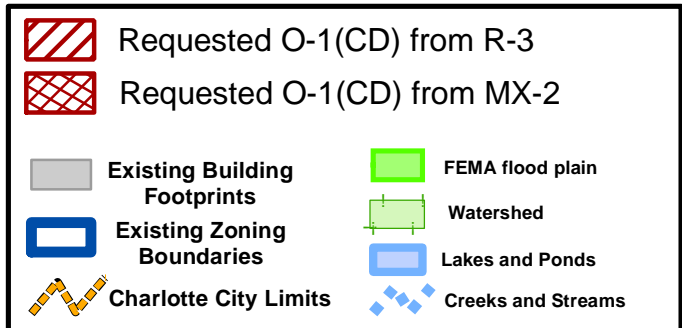 Requested O-1(CD) from R-3
Requested O-1(CD) from MX-2
Existing Building
Footprints
Existing Zoning
Boundaries
Charlotte City Limits
FEMA flood plain
Watershed
Lakes and Ponds
Creeks and Streams